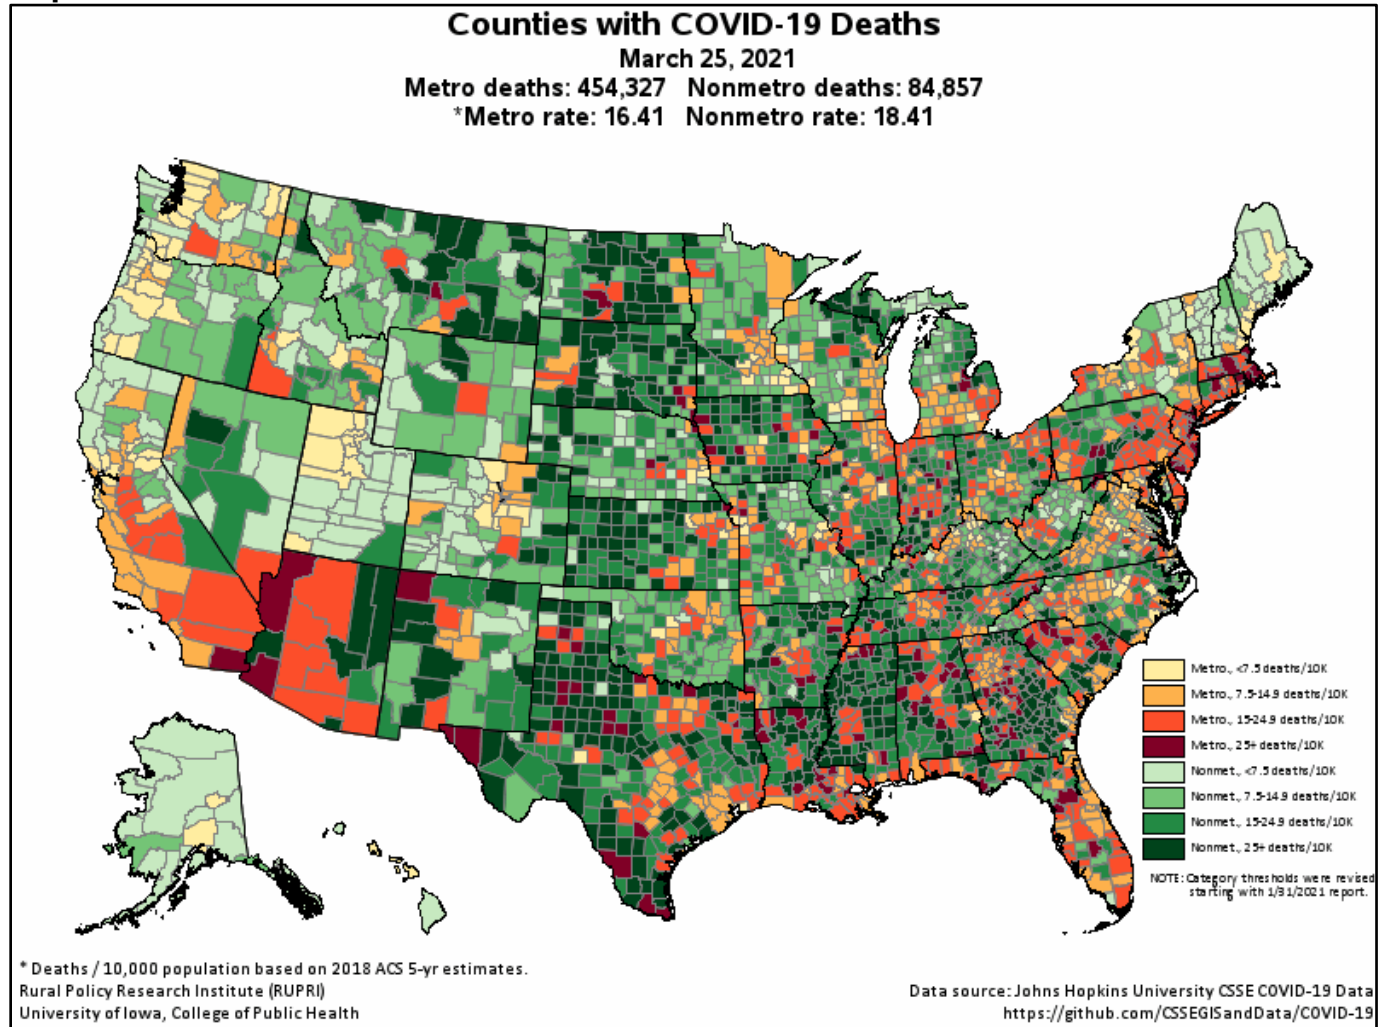 Counties with COVID-19 Deaths
March 25, 2021
Metro deaths: 454,327 Nonmetro deaths: 84,857
*Metro rate: 16.41 Nonmetro rate: 18.41
Metro., <7.5 deaths/10K
Metro., 7.5-14.9 deaths/10K
Metro., 15-24.9 deaths/10K
Metro., 25+ deaths/10K
Nonmet., <7.5 deaths/10K
Nonmet., 7.5-14.9 deaths/10K
Nonmet., 15-24.9 deaths/10K
Nonmet., 25+ deaths/10K
NOTE: Category thresholds were revised
starting with 1/31/2021 report.
* Deaths / 10,000 population based on 2018 ACS 5-yr estimates.
Rural Policy Research Institute (RUPRI)
University of Iowa, College of Public Health
Data source: Johns Hopkins University CSSE COVID-19 Data
https://github.com/CSSEGISandData/COVID-19